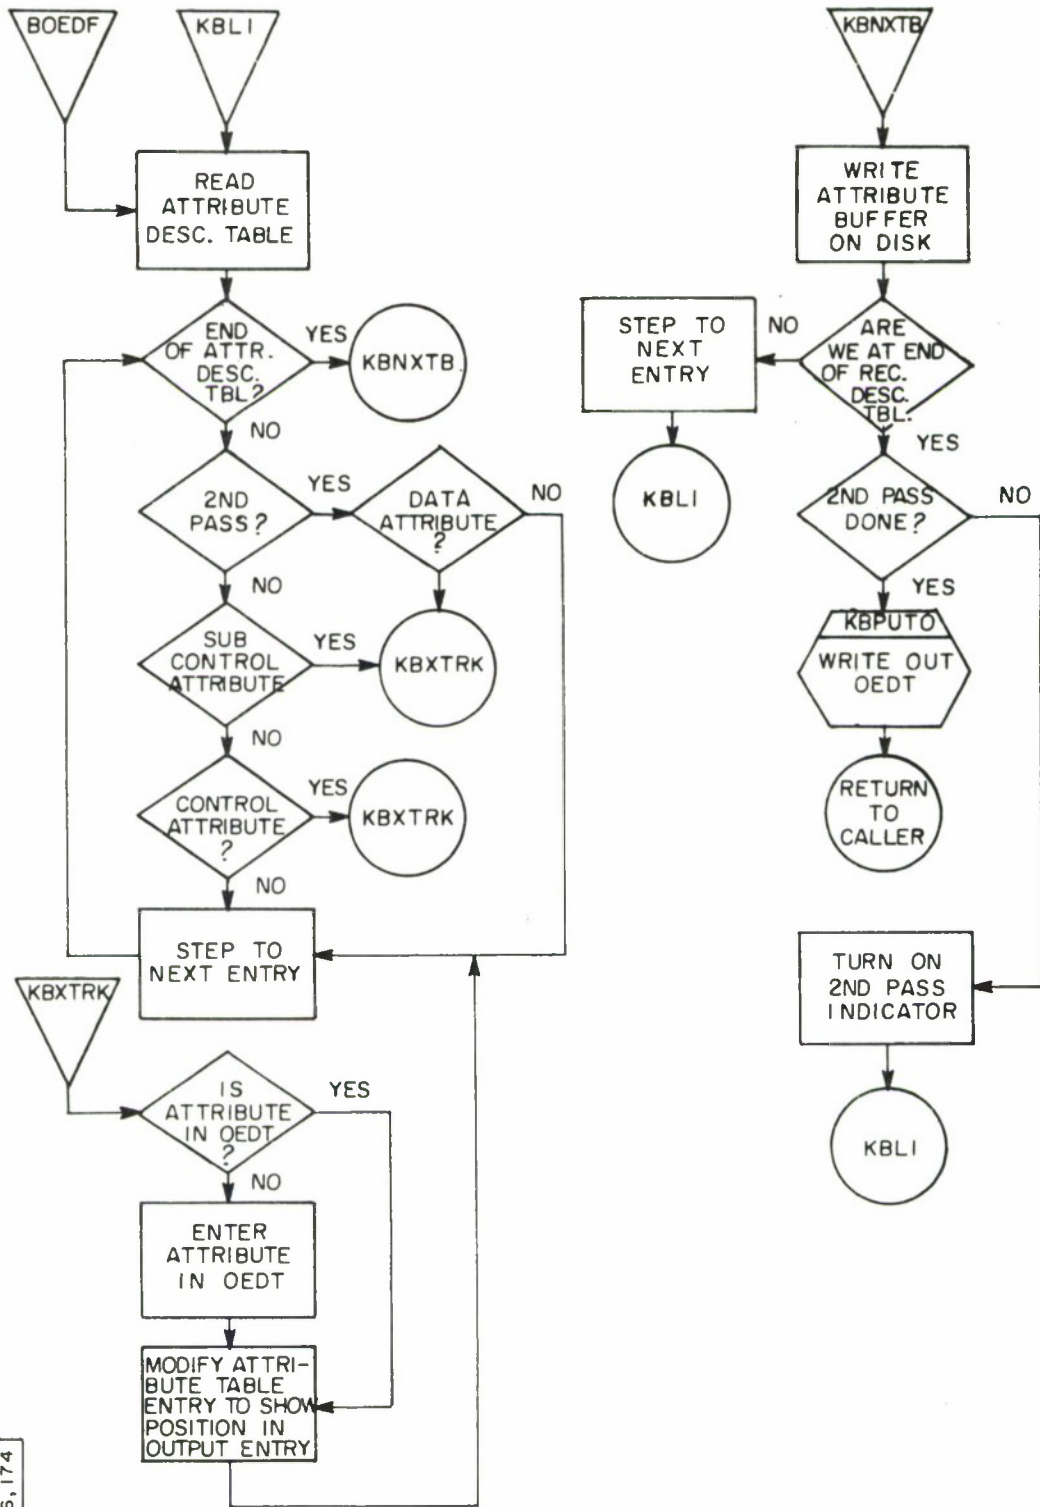 BOEDF
KBLI
READ
ATTRIBUTE
DESC. TABLE
END
OF ATTR.
DESC.
TBL?
YES
KBNXTB
NO
2ND
PASS?
YES
DATA
ATTRIBUTE
?
NO
NO
SUB
CONTROL
ATTRIBUTE
YES
KBXTRK
NO
CONTROL
ATTRIBUTE
?
YES
KBXTRK
NO
STEP TO
NEXT ENTRY
KBXTRK
IS
ATTRIBUTE
IN OEDT
?
YES
NO
ENTER
ATTRIBUTE
IN OEDT
MODIFY ATTRI-
BUTE TABLE
ENTRY TO SHOW
POSITION IN
OUTPUT ENTRY
KBNXTB
WRITE
ATTRIBUTE
BUFFER
ON DISK
ARE
WE AT END
OF REC.
DESC.
TBL.
NO
STEP TO
NEXT
ENTRY
KBLI
YES
2ND PASS
DONE?
NO
YES
KBPUTO
WRITE OUT
OEDT
RETURN
TO
CALLER
TURN ON
2ND PASS
INDICATOR
KBLI